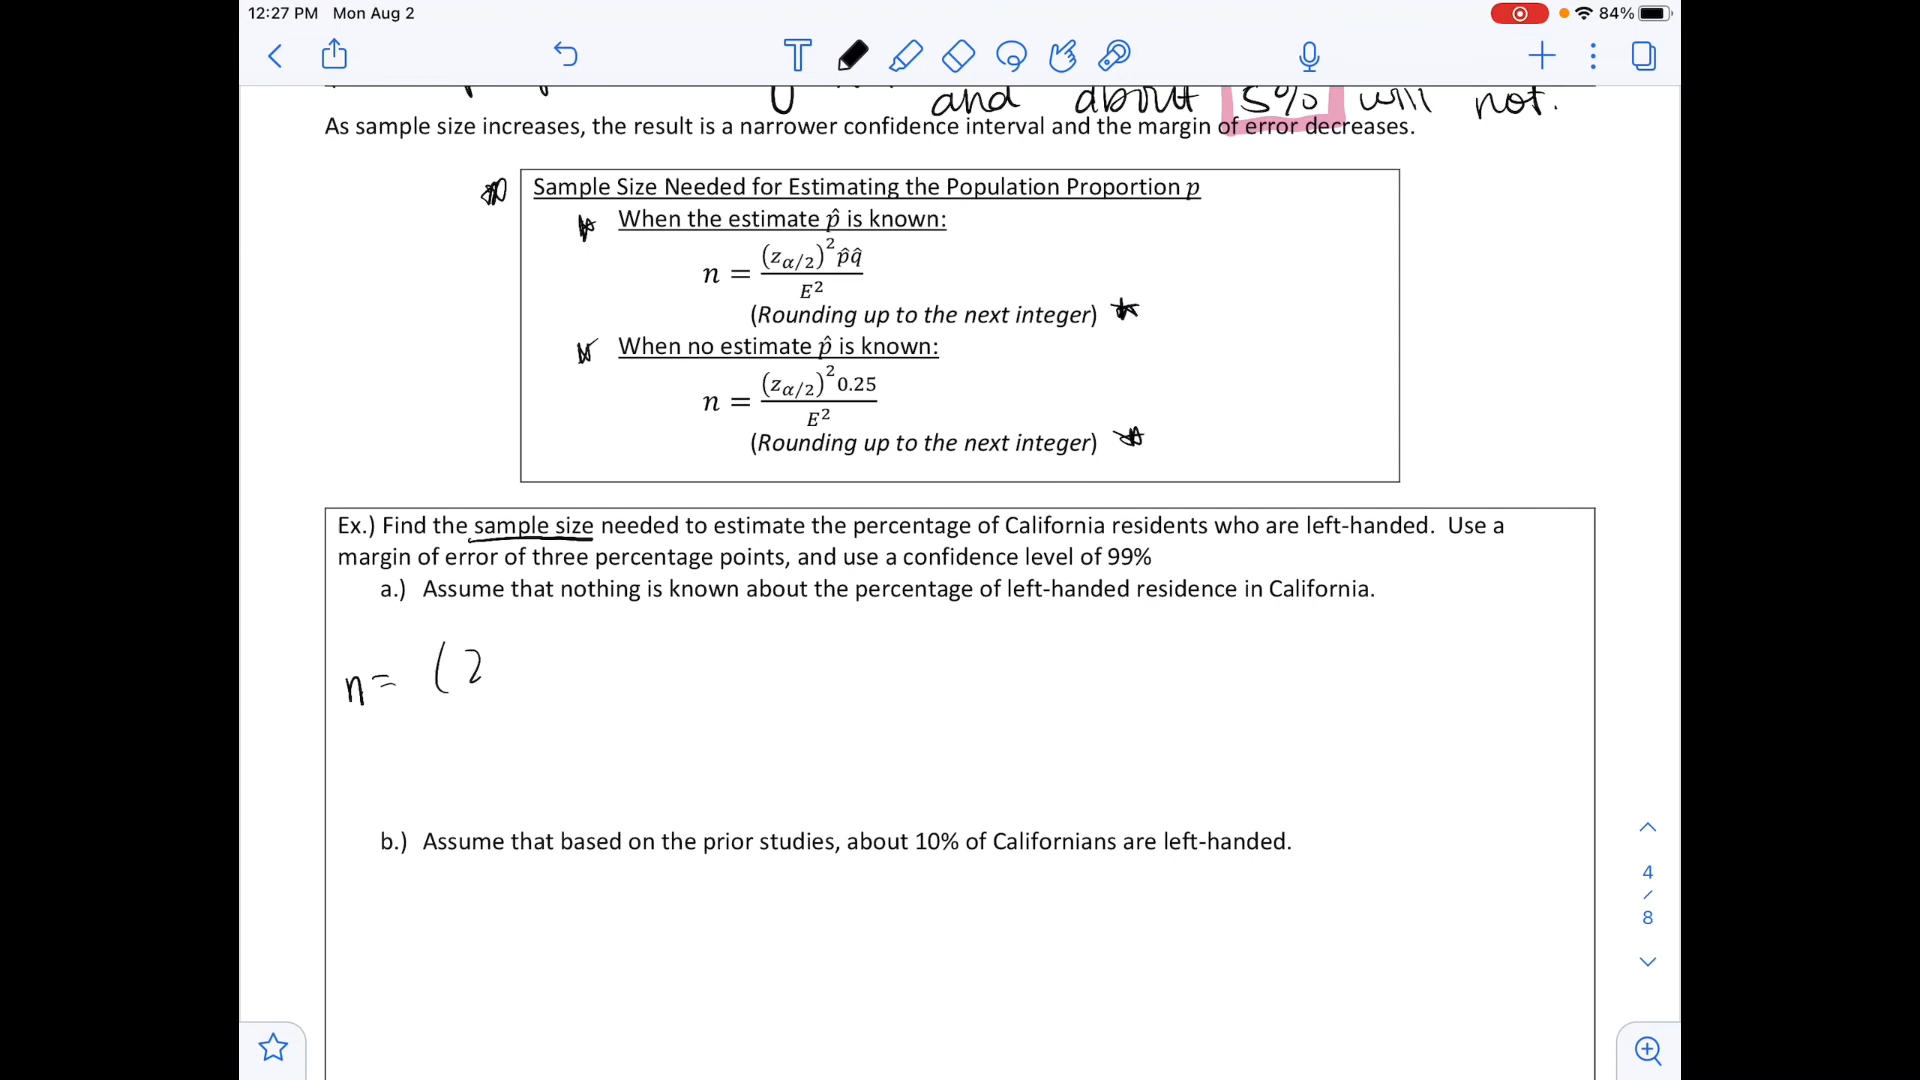 12:27 PM Mon Aug 2
84%
and about 5% will not.
As sample size increases, the result is a narrower confidence interval and the margin of error decreases.
Sample Size Needed for Estimating the Population Proportion p
When the estimate p̂ is known:
n = (z_{α/2})² p̂q̂ / E²
(Rounding up to the next integer)
When no estimate p̂ is known:
n = (z_{α/2})² 0.25 / E²
(Rounding up to the next integer)
Ex.) Find the sample size needed to estimate the percentage of California residents who are left-handed. Use a
margin of error of three percentage points, and use a confidence level of 99%
a.) Assume that nothing is known about the percentage of left-handed residence in California.
n = (2
b.) Assume that based on the prior studies, about 10% of Californians are left-handed.
4
/
8